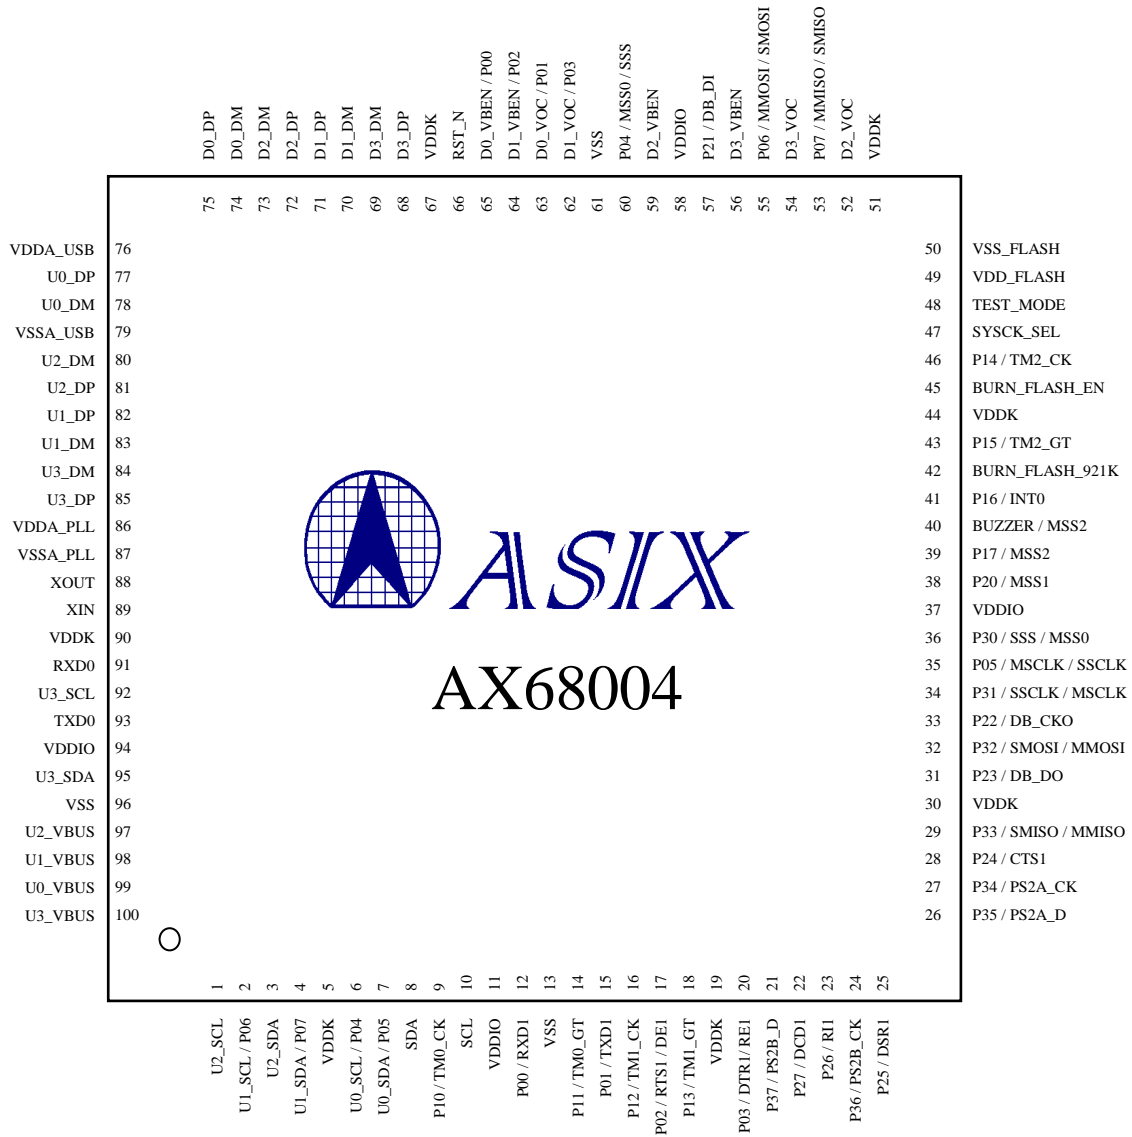 D0_DP
D0_DM
D2_DM
D2_DP
D1_DP
D1_DM
D3_DM
D3_DP
VDDK
RST_N
D0_VBEN / P00
D1_VBEN / P02
D0_VOC / P01
D1_VOC / P03
VSS
P04 / MSS0 / SSS
D2_VBEN
VDDIO
P21 / DB_DI
D3_VBEN
P06 / MMOSI / SMOSI
D3_VOC
P07 / MMISO / SMISO
D2_VOC
VDDK
75 74 73 72 71 70 69 68 67 66 65 64 63 62 61 60 59 58 57 56 55 54 53 52 51
VDDA_USB 76
U0_DP 77
U0_DM 78
VSSA_USB 79
U2_DM 80
U2_DP 81
U1_DP 82
U1_DM 83
U3_DM 84
U3_DP 85
VDDA_PLL 86
VSSA_PLL 87
XOUT 88
XIN 89
VDDK 90
RXD0 91
U3_SCL 92
TXD0 93
VDDIO 94
U3_SDA 95
VSS 96
U2_VBUS 97
U1_VBUS 98
U0_VBUS 99
U3_VBUS 100
ASIX
AX68004
50 VSS_FLASH
49 VDD_FLASH
48 TEST_MODE
47 SYSCK_SEL
46 P14 / TM2_CK
45 BURN_FLASH_EN
44 VDDK
43 P15 / TM2_GT
42 BURN_FLASH_921K
41 P16 / INT0
40 BUZZER / MSS2
39 P17 / MSS2
38 P20 / MSS1
37 VDDIO
36 P30 / SSS / MSS0
35 P05 / MSCLK / SSCLK
34 P31 / SSCLK / MSCLK
33 P22 / DB_CKO
32 P32 / SMOSI / MMOSI
31 P23 / DB_DO
30 VDDK
29 P33 / SMISO / MMISO
28 P24 / CTS1
27 P34 / PS2A_CK
26 P35 / PS2A_D
1 2 3 4 5 6 7 8 9 10 11 12 13 14 15 16 17 18 19 20 21 22 23 24 25
U2_SCL
U1_SCL / P06
U2_SDA
U1_SDA / P07
VDDK
U0_SCL / P04
U0_SDA / P05
SDA
P10 / TM0_CK
SCL
VDDIO
P00 / RXD1
VSS
P11 / TM0_GT
P01 / TXD1
P12 / TM1_CK
P02 / RTS1 / DE1
P13 / TM1_GT
VDDK
P03 / DTR1/ RE1
P37 / PS2B_D
P27 / DCD1
P26 / RI1
P36 / PS2B_CK
P25 / DSR1